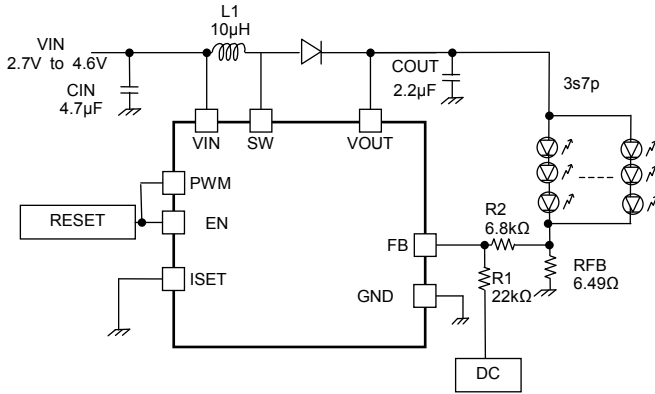 L1
10µH
VIN
2.7V to 4.6V
CIN
4.7µF
COUT
2.2µF
3s7p
VIN
SW
VOUT
PWM
RESET
EN
ISET
FB
GND
R2
6.8kΩ
R1
22kΩ
RFB
6.49Ω
DC